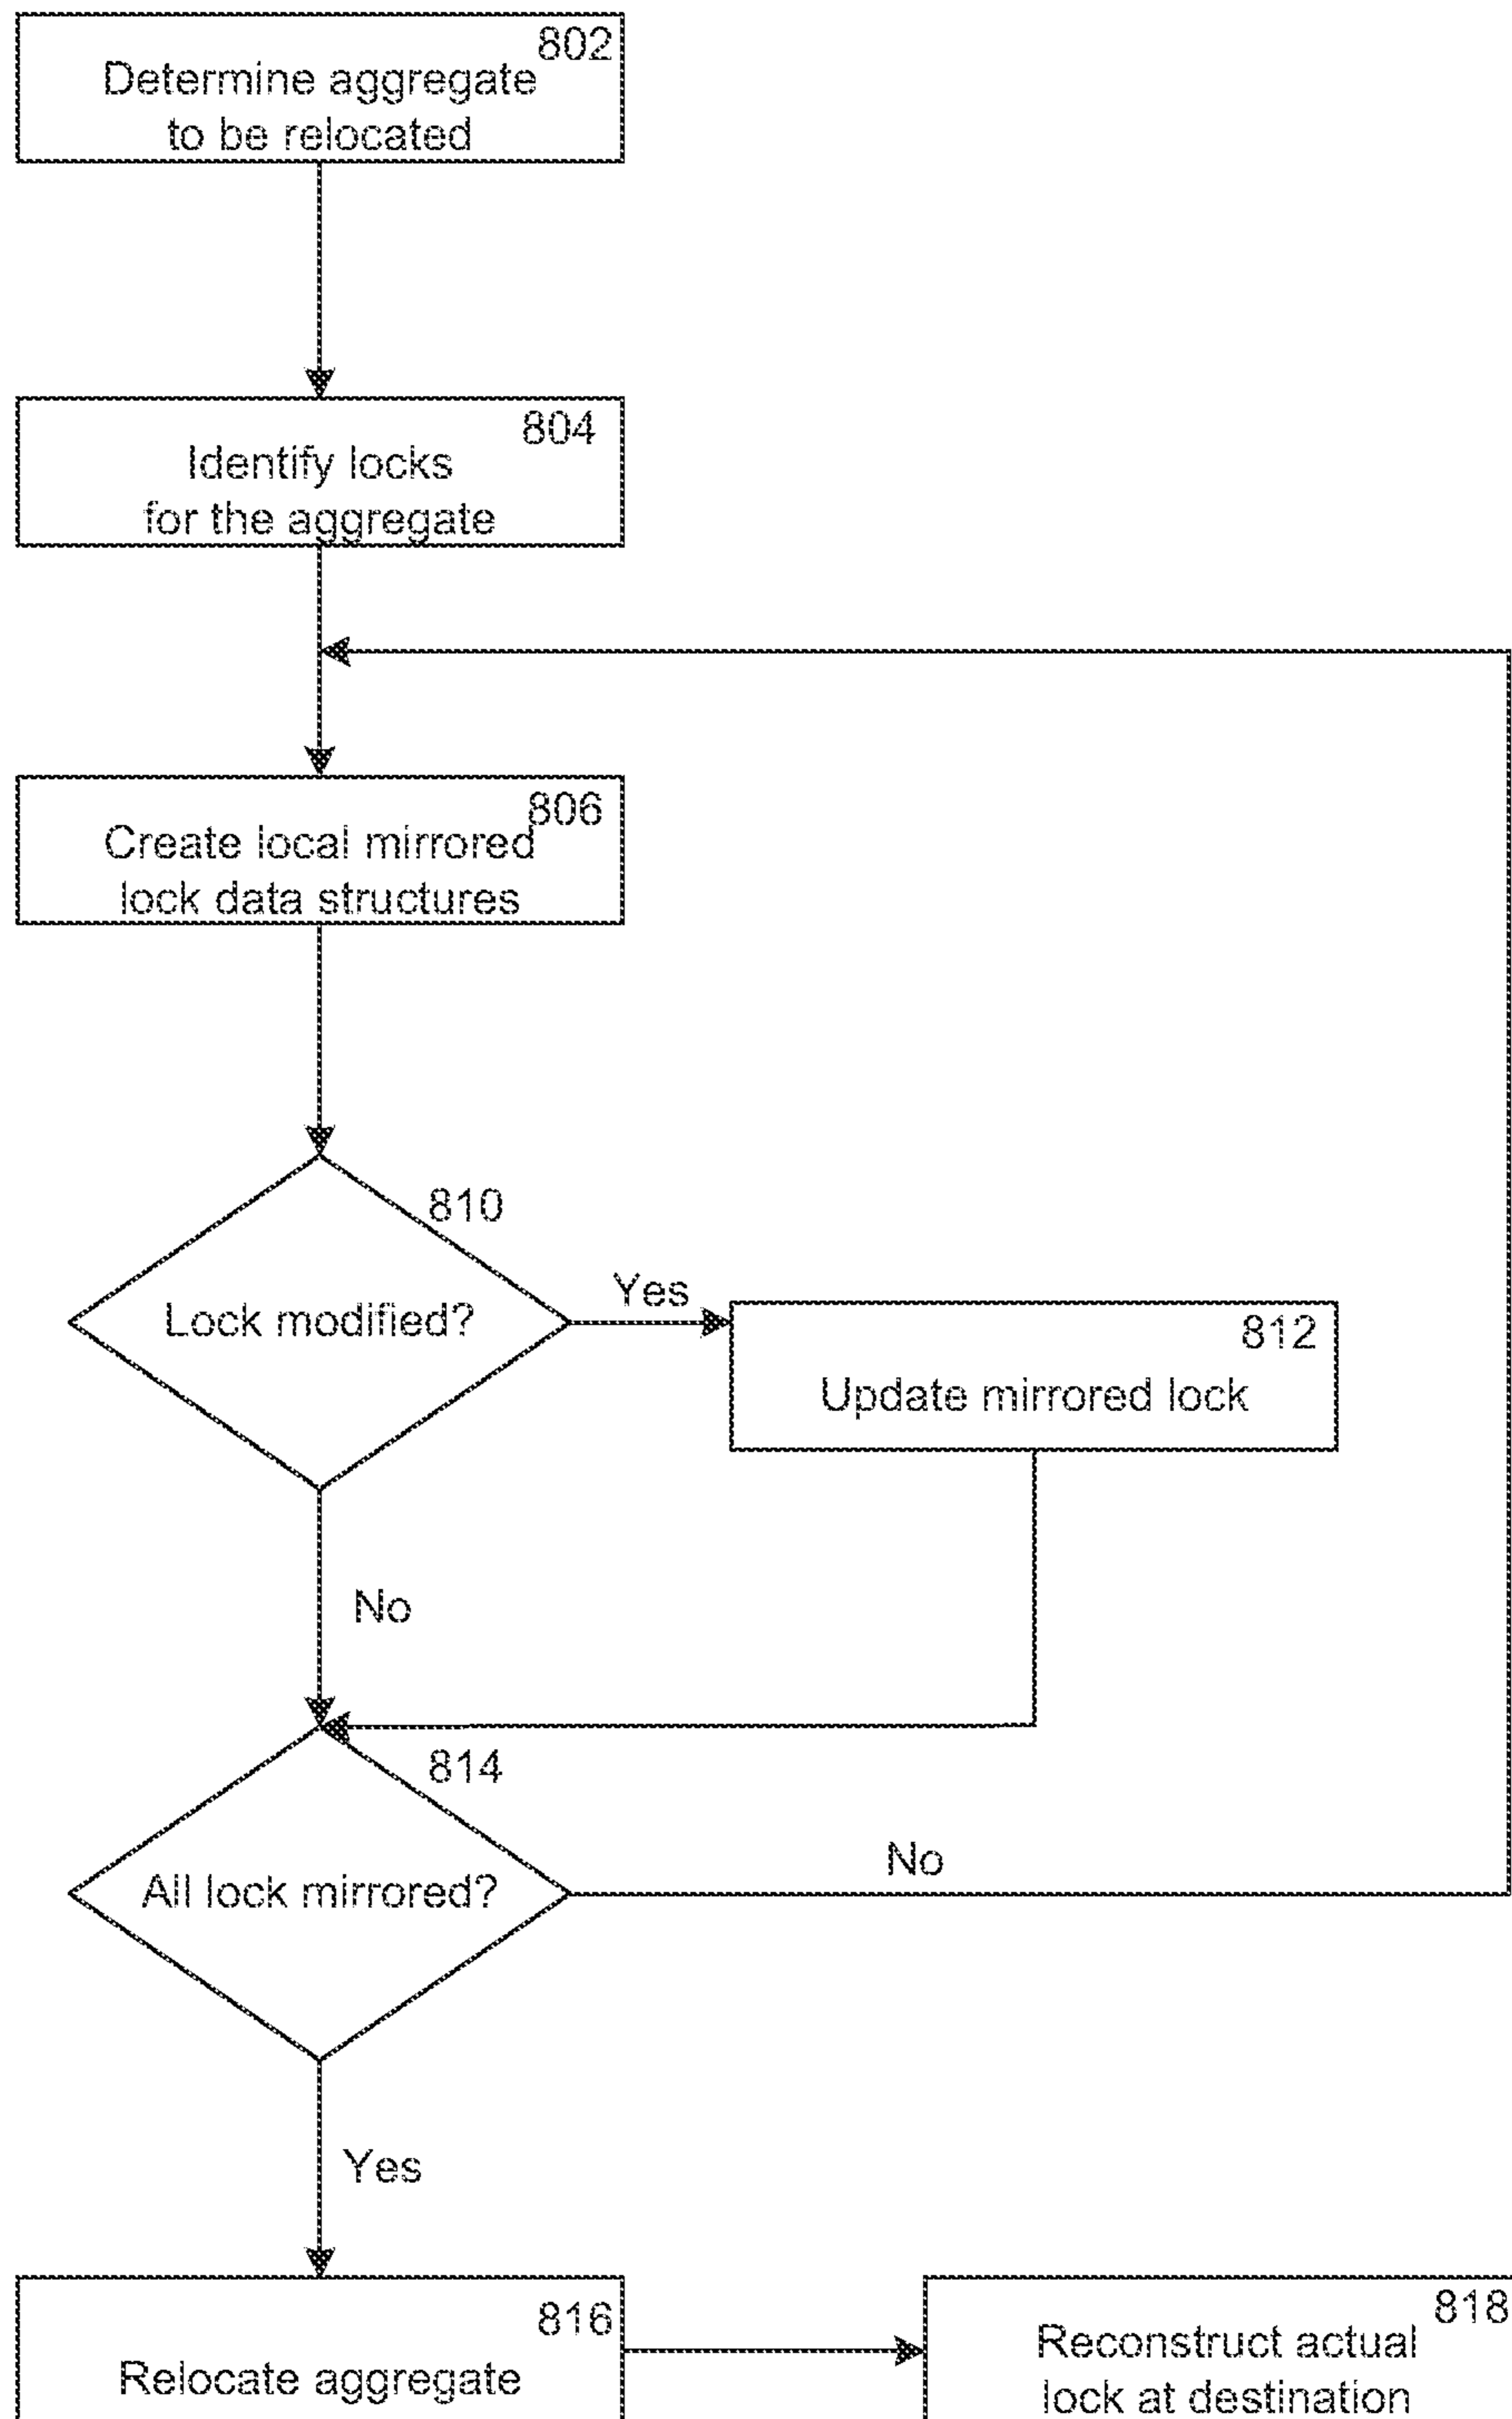 802
Determine aggregate
to be relocated
804
Identify locks
for the aggregate
806
Create local mirrored
lock data structures
810
Lock modified?
Yes
812
Update mirrored lock
No
814
All lock mirrored?
No
Yes
816
Relocate aggregate
818
Reconstruct actual
lock at destination